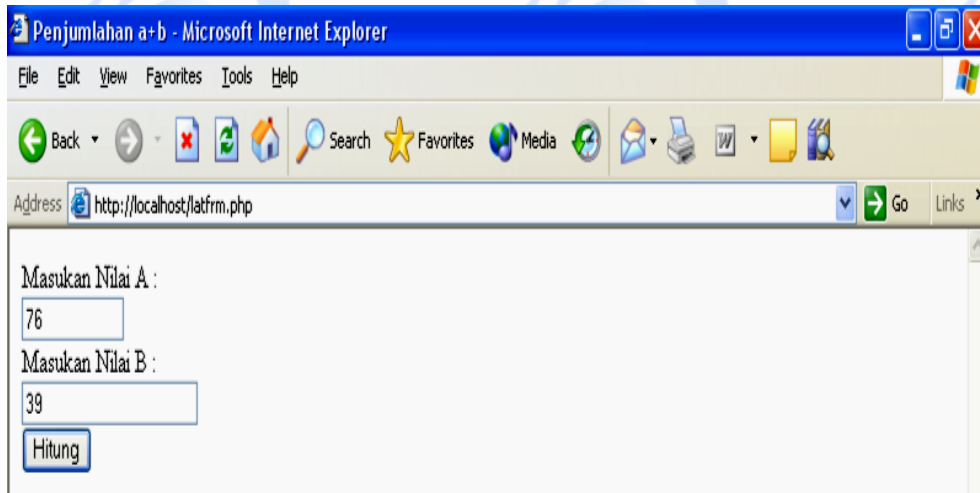 Penjumlahan a+b - Microsoft Internet Explorer
File Edit View Favorites Tools Help
Back Search Favorites Media W
Address http://localhost/latfrm.php Go Links
Masukan Nilai A :
76
Masukan Nilai B :
39
Hitung